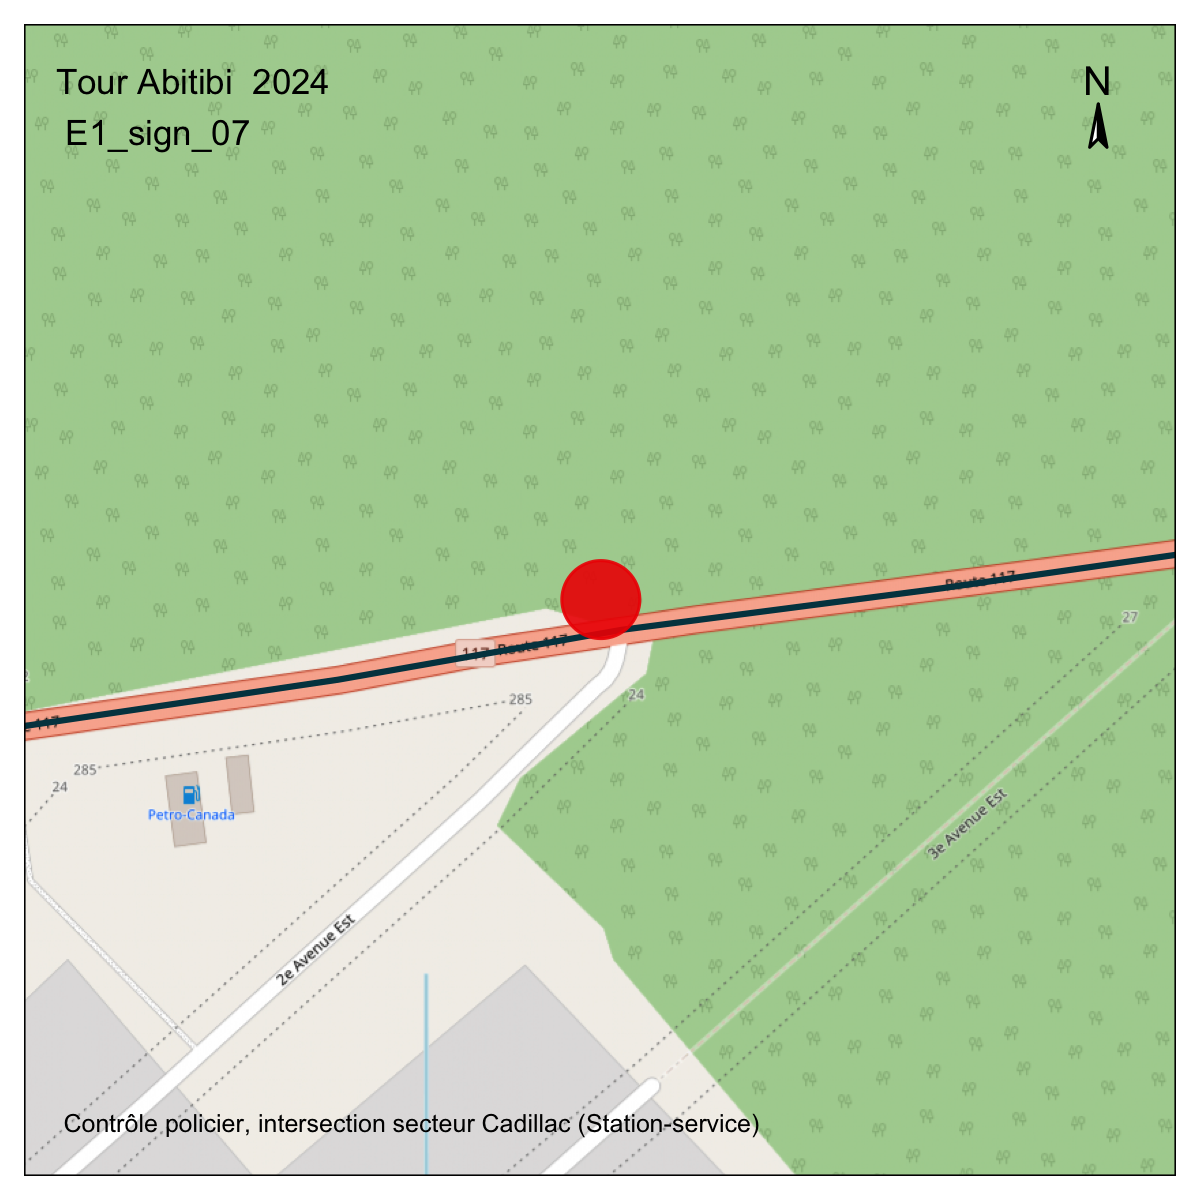 Tour Abitibi 2024
N
E1_sign_07
Route 117
27
117 Route 117
24
285
117
285
24
Petro-Canada
3e Avenue Est
2e Avenue Est
Contrôle policier, intersection secteur Cadillac (Station-service)